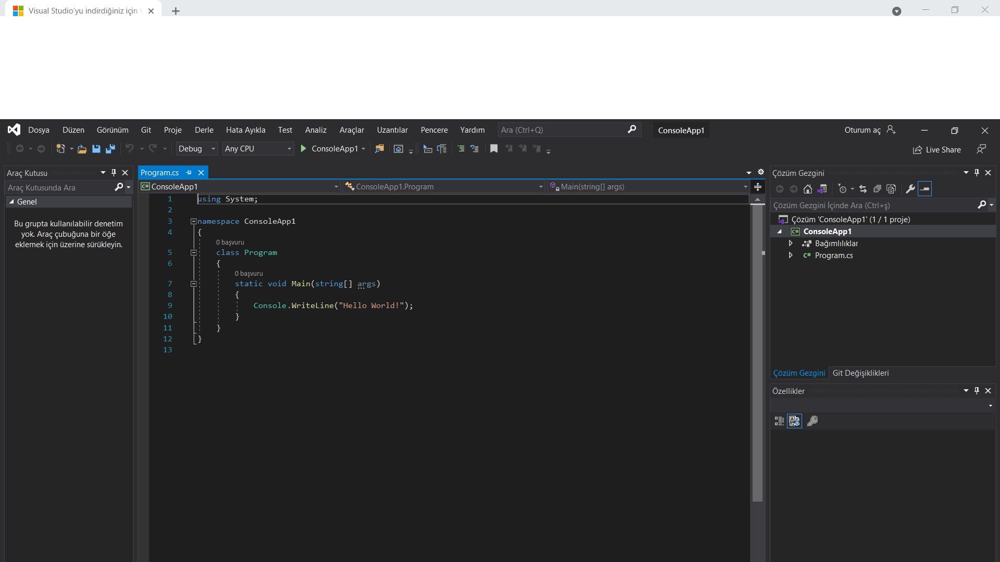 Visual Studio'yu indirdiğiniz için
Dosya Düzen Görünüm Git Proje Derle Hata Ayıkla Test Analiz Araçlar Uzantılar Pencere Yardım Ara (Ctrl+Q) ConsoleApp1 Oturum aç
Debug Any CPU ConsoleApp1 Live Share
Araç Kutusu
Araç Kutusunda Ara
Genel
Bu grupta kullanılabilir denetim
yok. Araç çubuğuna bir öğe
eklemek için üzerine sürükleyin.
Program.cs
ConsoleApp1 ConsoleApp1.Program Main(string[] args)
1 using System;
2
3 namespace ConsoleApp1
4 {
0 başvuru
5 class Program
6 {
0 başvuru
7 static void Main(string[] args)
8 {
9 Console.WriteLine("Hello World!");
10 }
11 }
12 }
13
Çözüm Gezgini
Çözüm Gezgini İçinde Ara (Ctrl+ş)
Çözüm 'ConsoleApp1' (1 / 1 proje)
C# ConsoleApp1
Bağımlılıklar
C# Program.cs
Çözüm Gezgini Git Değişiklikleri
Özellikler